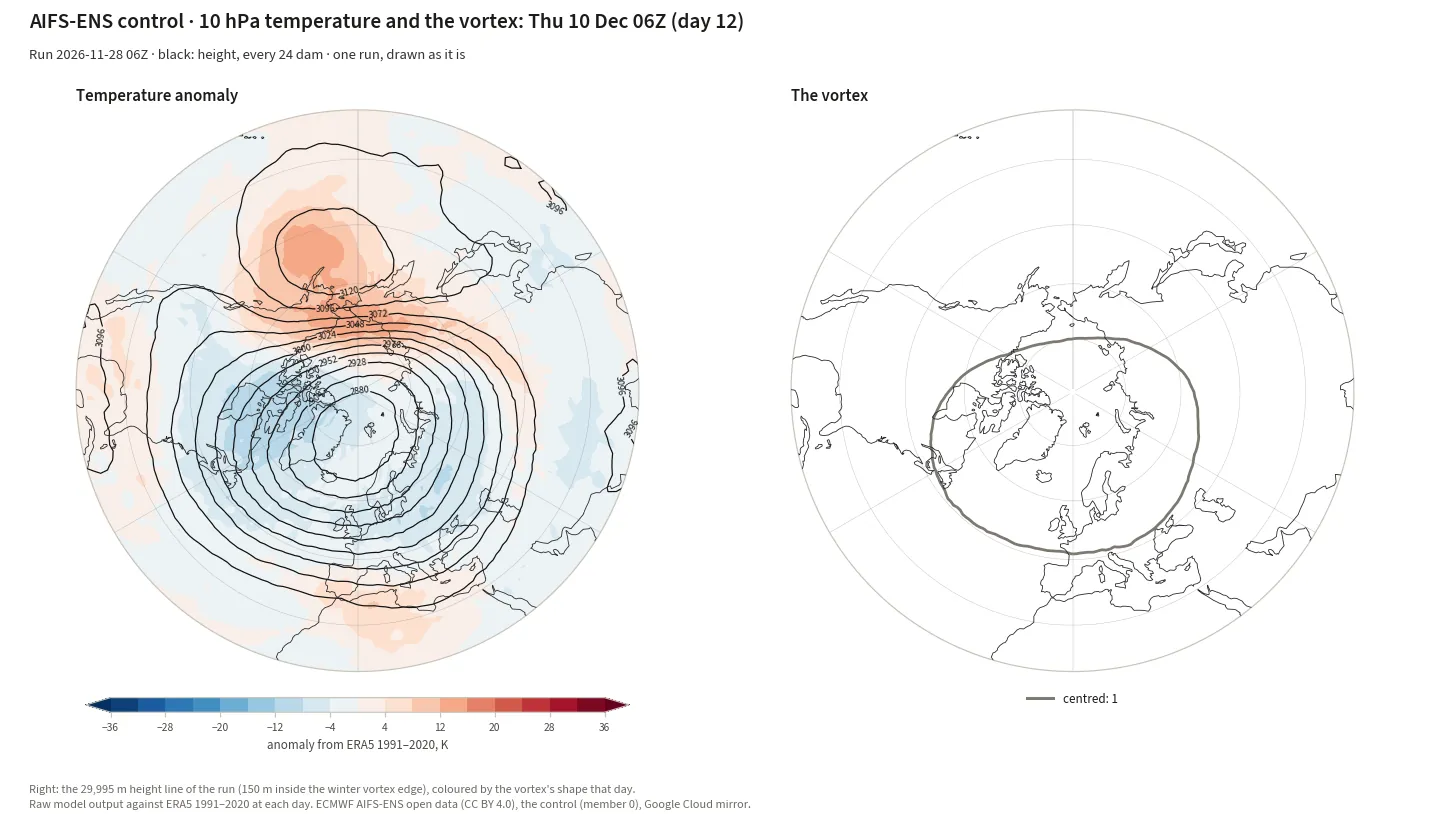 AIFS-ENS control · 10 hPa temperature and the vortex: Thu 10 Dec 06Z (day 12)
Run 2026-11-28 06Z · black: height, every 24 dam · one run, drawn as it is
Temperature anomaly
The vortex
3096
3120
3096
3072
3048
3024
3000
2952
2928
2880
3096
3096
3096
−36 −28 −20 −12 −4 4 12 20 28 36
anomaly from ERA5 1991–2020, K
centred: 1
Right: the 29,995 m height line of the run (150 m inside the winter vortex edge), coloured by the vortex's shape that day.
Raw model output against ERA5 1991–2020 at each day. ECMWF AIFS-ENS open data (CC BY 4.0), the control (member 0), Google Cloud mirror.